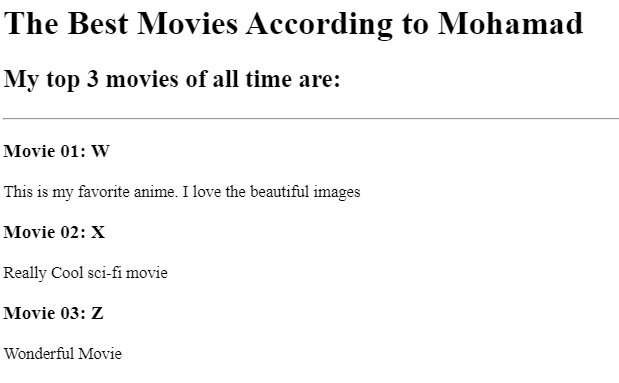 The Best Movies According to Mohamad
My top 3 movies of all time are:
Movie 01: W
This is my favorite anime. I love the beautiful images
Movie 02: X
Really Cool sci-fi movie
Movie 03: Z
Wonderful Movie